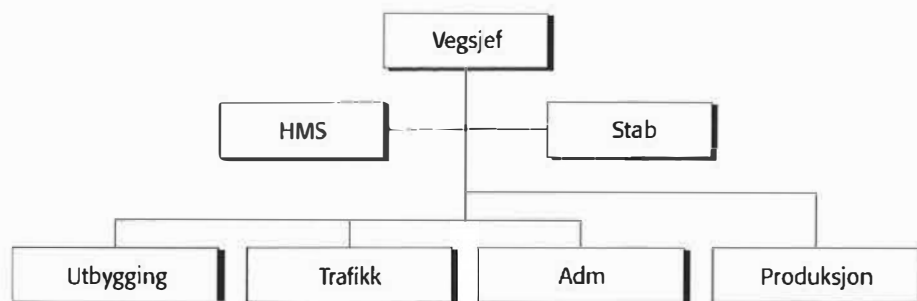 Vegsjef
HMS
Stab
Utbygging
Trafikk
Adm
Produksjon